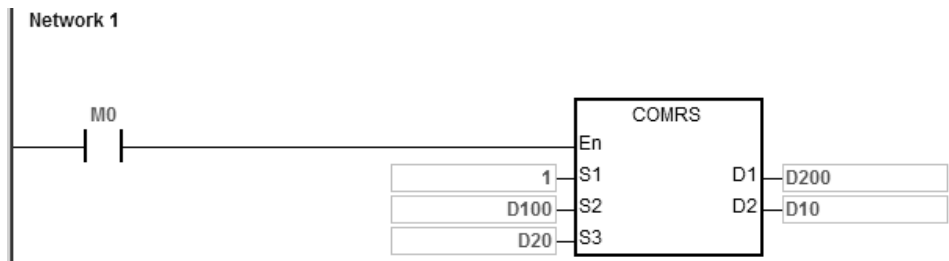 Network 1
M0
COMRS
En
1 S1 D1 D200
D100 S2 D2 D10
D20 S3